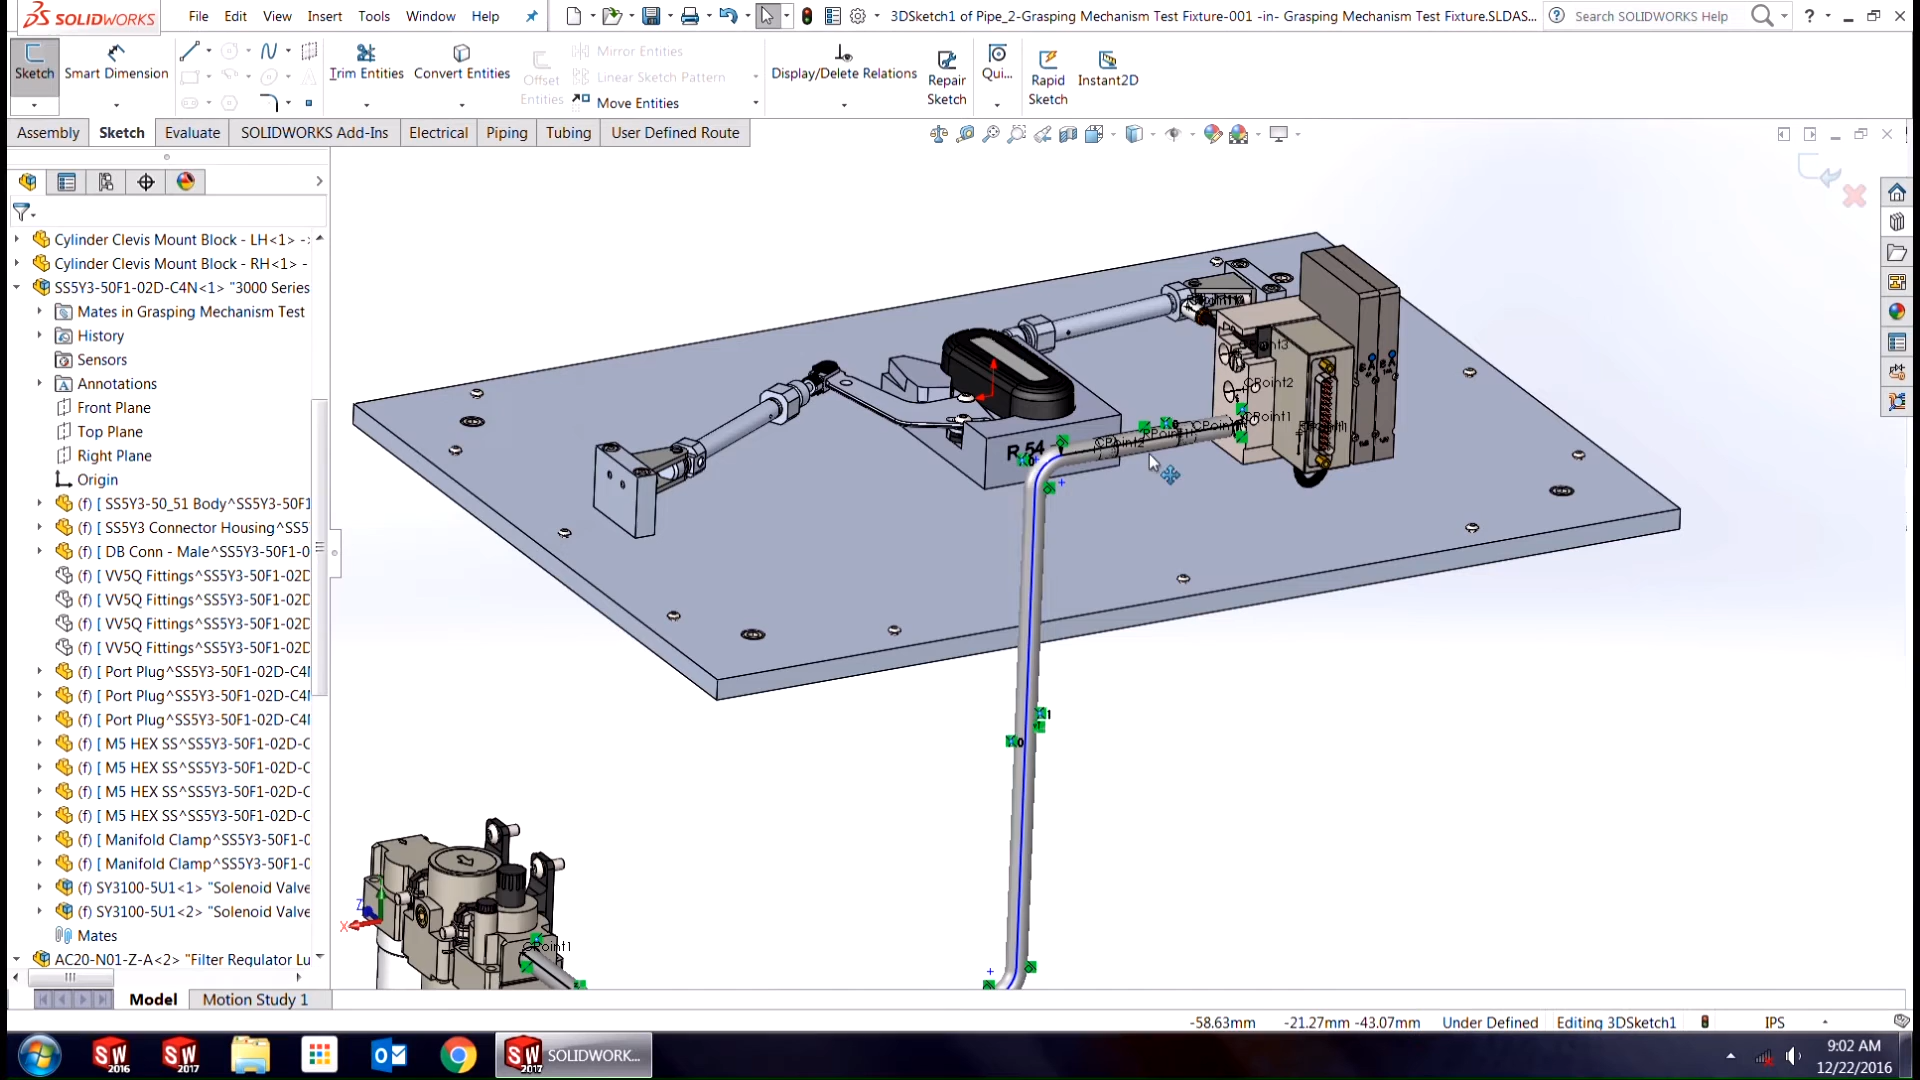 SOLIDWORKS File Edit View Insert Tools Window Help 3DSketch1 of Pipe_2-Grasping Mechanism Test Fixture-001 -in- Grasping Mechanism Test Fixture.SLDAS... Search SOLIDWORKS Help
Sketch Smart Dimension Trim Entities Convert Entities Offset Entities Mirror Entities Linear Sketch Pattern Move Entities Display/Delete Relations Repair Sketch Qui... Rapid Sketch Instant2D
Assembly Sketch Evaluate SOLIDWORKS Add-Ins Electrical Piping Tubing User Defined Route
Cylinder Clevis Mount Block - LH<1> -
Cylinder Clevis Mount Block - RH<1> -
SS5Y3-50F1-02D-C4N<1> "3000 Series
Mates in Grasping Mechanism Test
History
Sensors
Annotations
Front Plane
Top Plane
Right Plane
Origin
(f) [ SS5Y3-50_51 Body^SS5Y3-50F1
(f) [ SS5Y3 Connector Housing^SS5
(f) [ DB Conn - Male^SS5Y3-50F1-0
(f) [ VV5Q Fittings^SS5Y3-50F1-02D
(f) [ VV5Q Fittings^SS5Y3-50F1-02D
(f) [ VV5Q Fittings^SS5Y3-50F1-02D
(f) [ VV5Q Fittings^SS5Y3-50F1-02D
(f) [ Port Plug^SS5Y3-50F1-02D-C4
(f) [ Port Plug^SS5Y3-50F1-02D-C4
(f) [ Port Plug^SS5Y3-50F1-02D-C4
(f) [ M5 HEX SS^SS5Y3-50F1-02D-C
(f) [ M5 HEX SS^SS5Y3-50F1-02D-C
(f) [ M5 HEX SS^SS5Y3-50F1-02D-C
(f) [ M5 HEX SS^SS5Y3-50F1-02D-C
(f) [ Manifold Clamp^SS5Y3-50F1-0
(f) [ Manifold Clamp^SS5Y3-50F1-0
(f) SY3100-5U1<1> "Solenoid Valve
(f) SY3100-5U1<2> "Solenoid Valve
Mates
AC20-N01-Z-A<2> "Filter Regulator Lu
CPoint2
CPoint1
CPoint2
R.54
CPoint1
Z
X
Model Motion Study 1
-58.63mm -21.27mm -43.07mm Under Defined Editing 3DSketch1 IPS
SW 2016 SW 2017 SW 2017 SOLIDWORK...
9:02 AM
12/22/2016